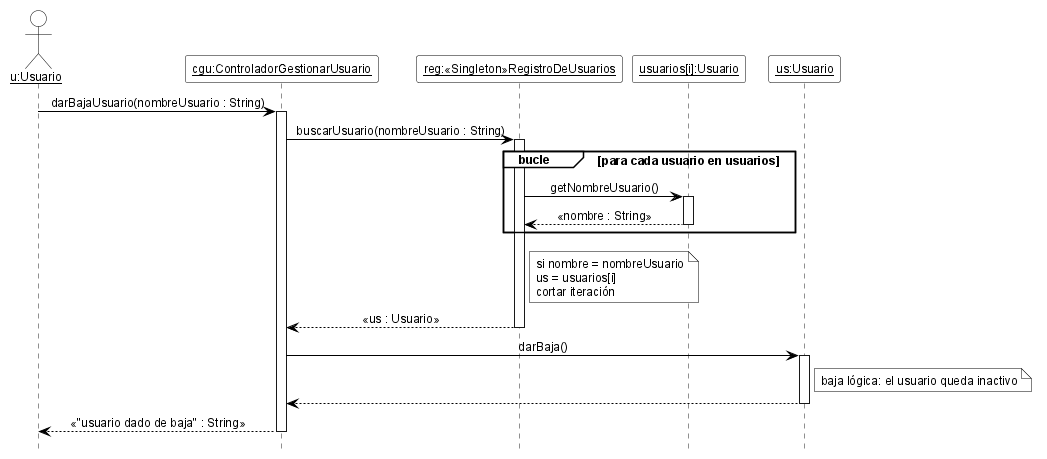 u:Usuario
cgu:ControladorGestionarUsuario
reg:«Singleton»RegistroDeUsuarios
usuarios[i]:Usuario
us:Usuario
darBajaUsuario(nombreUsuario : String)
buscarUsuario(nombreUsuario : String)
bucle
[para cada usuario en usuarios]
getNombreUsuario()
«nombre : String»
si nombre = nombreUsuario
us = usuarios[i]
cortar iteración
«us : Usuario»
darBaja()
baja lógica: el usuario queda inactivo
«"usuario dado de baja" : String»